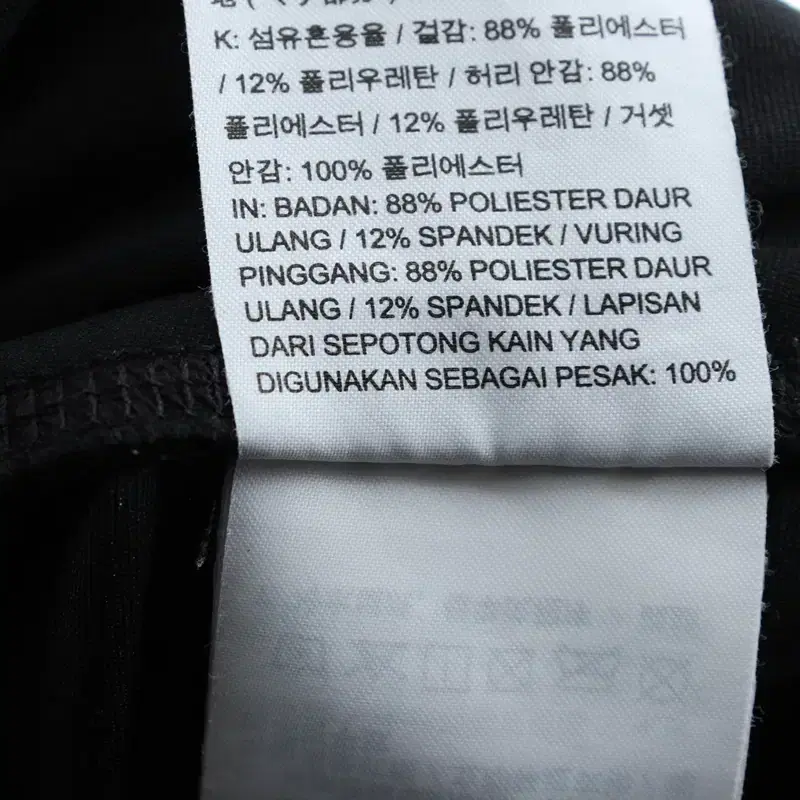 K: 섬유혼용율 / 겉감: 88% 폴리에스터
/ 12% 폴리우레탄 / 허리 안감: 88%
폴리에스터 / 12% 폴리우레탄 / 거셋
안감: 100% 폴리에스터
IN: BADAN: 88% POLIESTER DAUR
ULANG / 12% SPANDEK / VURING
PINGGANG: 88% POLIESTER DAUR
ULANG / 12% SPANDEK / LAPISAN
DARI SEPOTONG KAIN YANG
DIGUNAKAN SEBAGAI PESAK: 100%